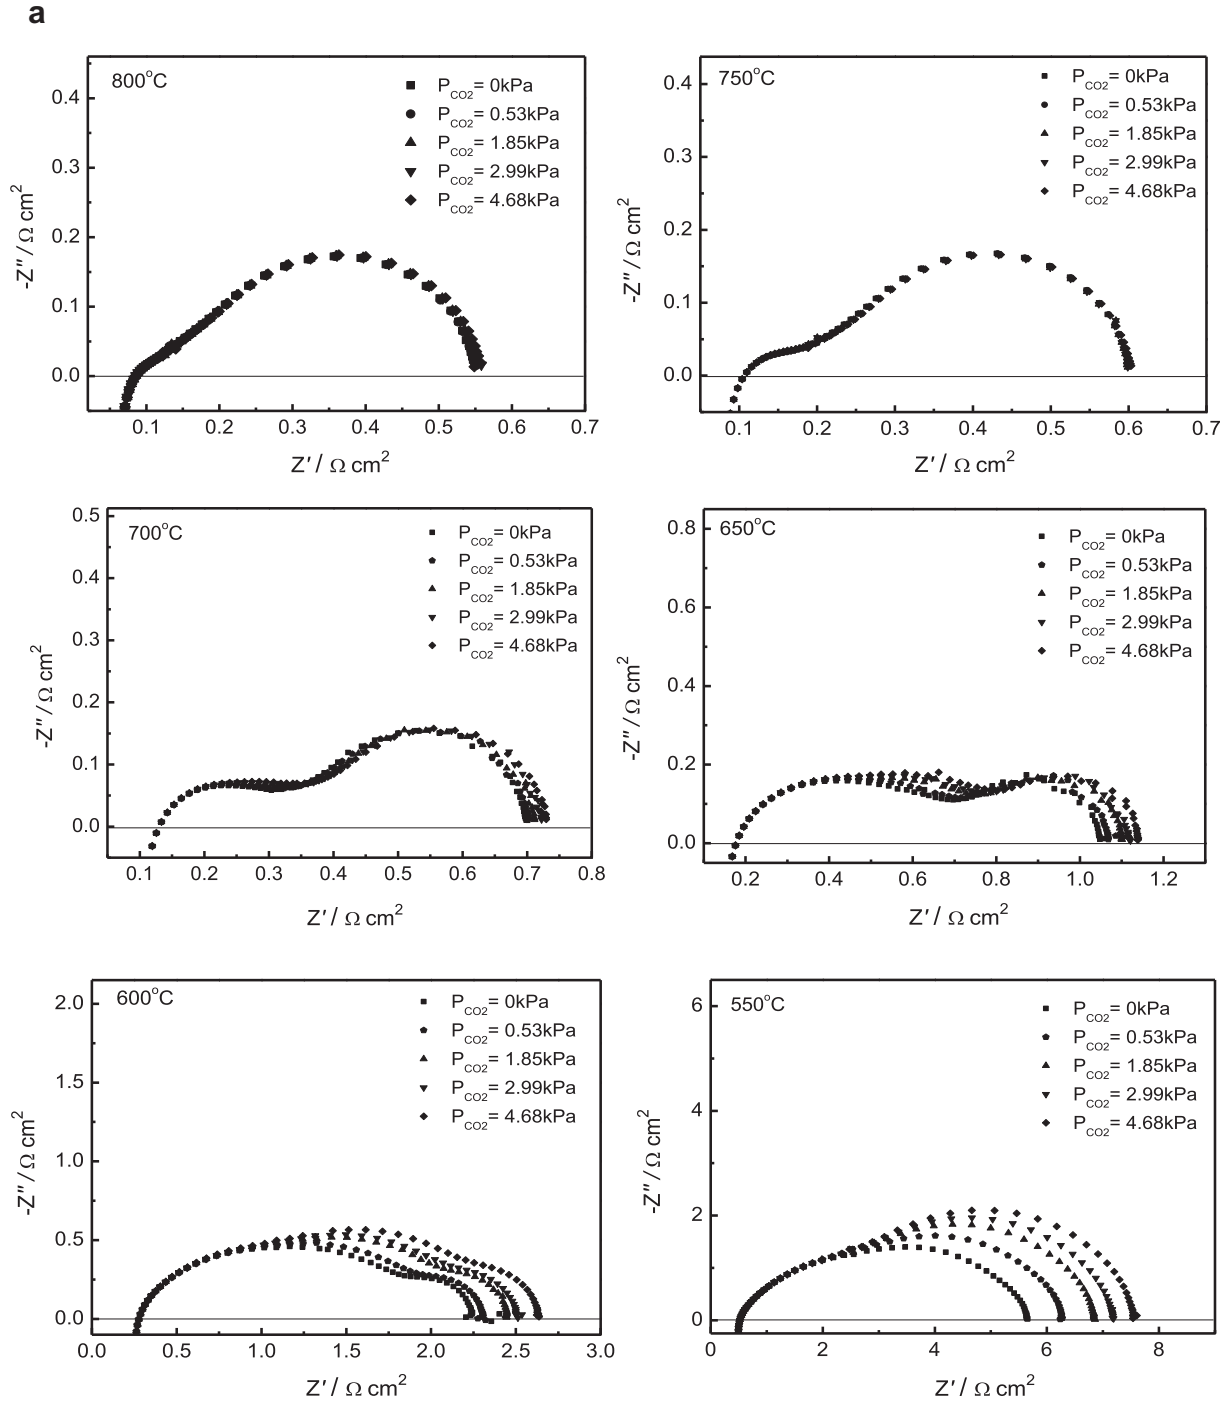 a
800°C
P_CO2= 0kPa
P_CO2= 0.53kPa
P_CO2= 1.85kPa
P_CO2= 2.99kPa
P_CO2= 4.68kPa
0.4
0.3
0.2
0.1
0.0
-Z″ / Ω cm²
0.1 0.2 0.3 0.4 0.5 0.6 0.7
Z′ / Ω cm²
750°C
P_CO2= 0kPa
P_CO2= 0.53kPa
P_CO2= 1.85kPa
P_CO2= 2.99kPa
P_CO2= 4.68kPa
0.4
0.3
0.2
0.1
0.0
-Z″ / Ω cm²
0.1 0.2 0.3 0.4 0.5 0.6 0.7
Z′ / Ω cm²
700°C
P_CO2= 0kPa
P_CO2= 0.53kPa
P_CO2= 1.85kPa
P_CO2= 2.99kPa
P_CO2= 4.68kPa
0.5
0.4
0.3
0.2
0.1
0.0
-Z″ / Ω cm²
0.1 0.2 0.3 0.4 0.5 0.6 0.7 0.8
Z′ / Ω cm²
650°C
P_CO2= 0kPa
P_CO2= 0.53kPa
P_CO2= 1.85kPa
P_CO2= 2.99kPa
P_CO2= 4.68kPa
0.8
0.6
0.4
0.2
0.0
-Z″ / Ω cm²
0.2 0.4 0.6 0.8 1.0 1.2
Z′ / Ω cm²
600°C
P_CO2= 0kPa
P_CO2= 0.53kPa
P_CO2= 1.85kPa
P_CO2= 2.99kPa
P_CO2= 4.68kPa
2.0
1.5
1.0
0.5
0.0
-Z″ / Ω cm²
0.0 0.5 1.0 1.5 2.0 2.5 3.0
Z′ / Ω cm²
550°C
P_CO2= 0kPa
P_CO2= 0.53kPa
P_CO2= 1.85kPa
P_CO2= 2.99kPa
P_CO2= 4.68kPa
6
4
2
0
-Z″ / Ω cm²
0 2 4 6 8
Z′ / Ω cm²